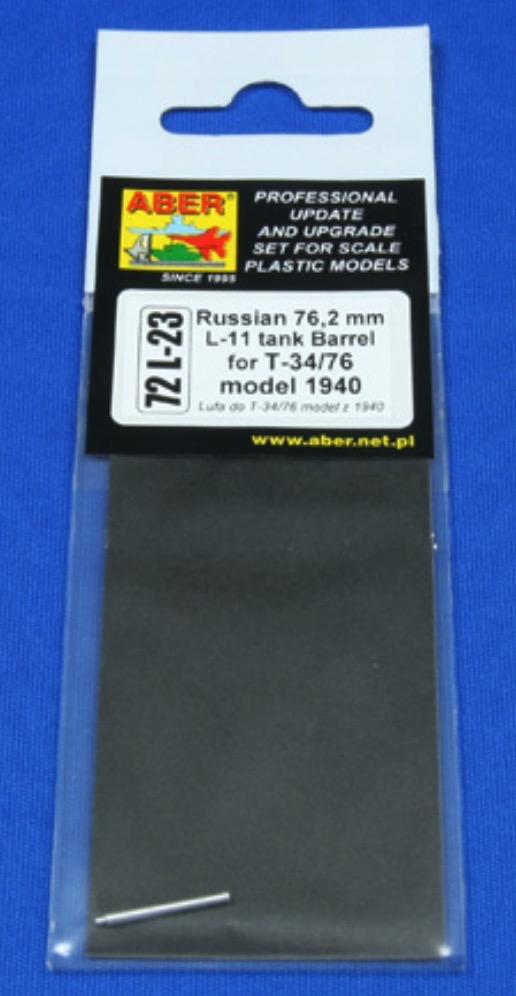 ABER®
SINCE 1995
PROFESSIONAL
UPDATE
AND UPGRADE
SET FOR SCALE
PLASTIC MODELS
72 L-23
Russian 76,2 mm
L-11 tank Barrel
for T-34/76
model 1940
Lufa do T-34/76 model z 1940
www.aber.net.pl